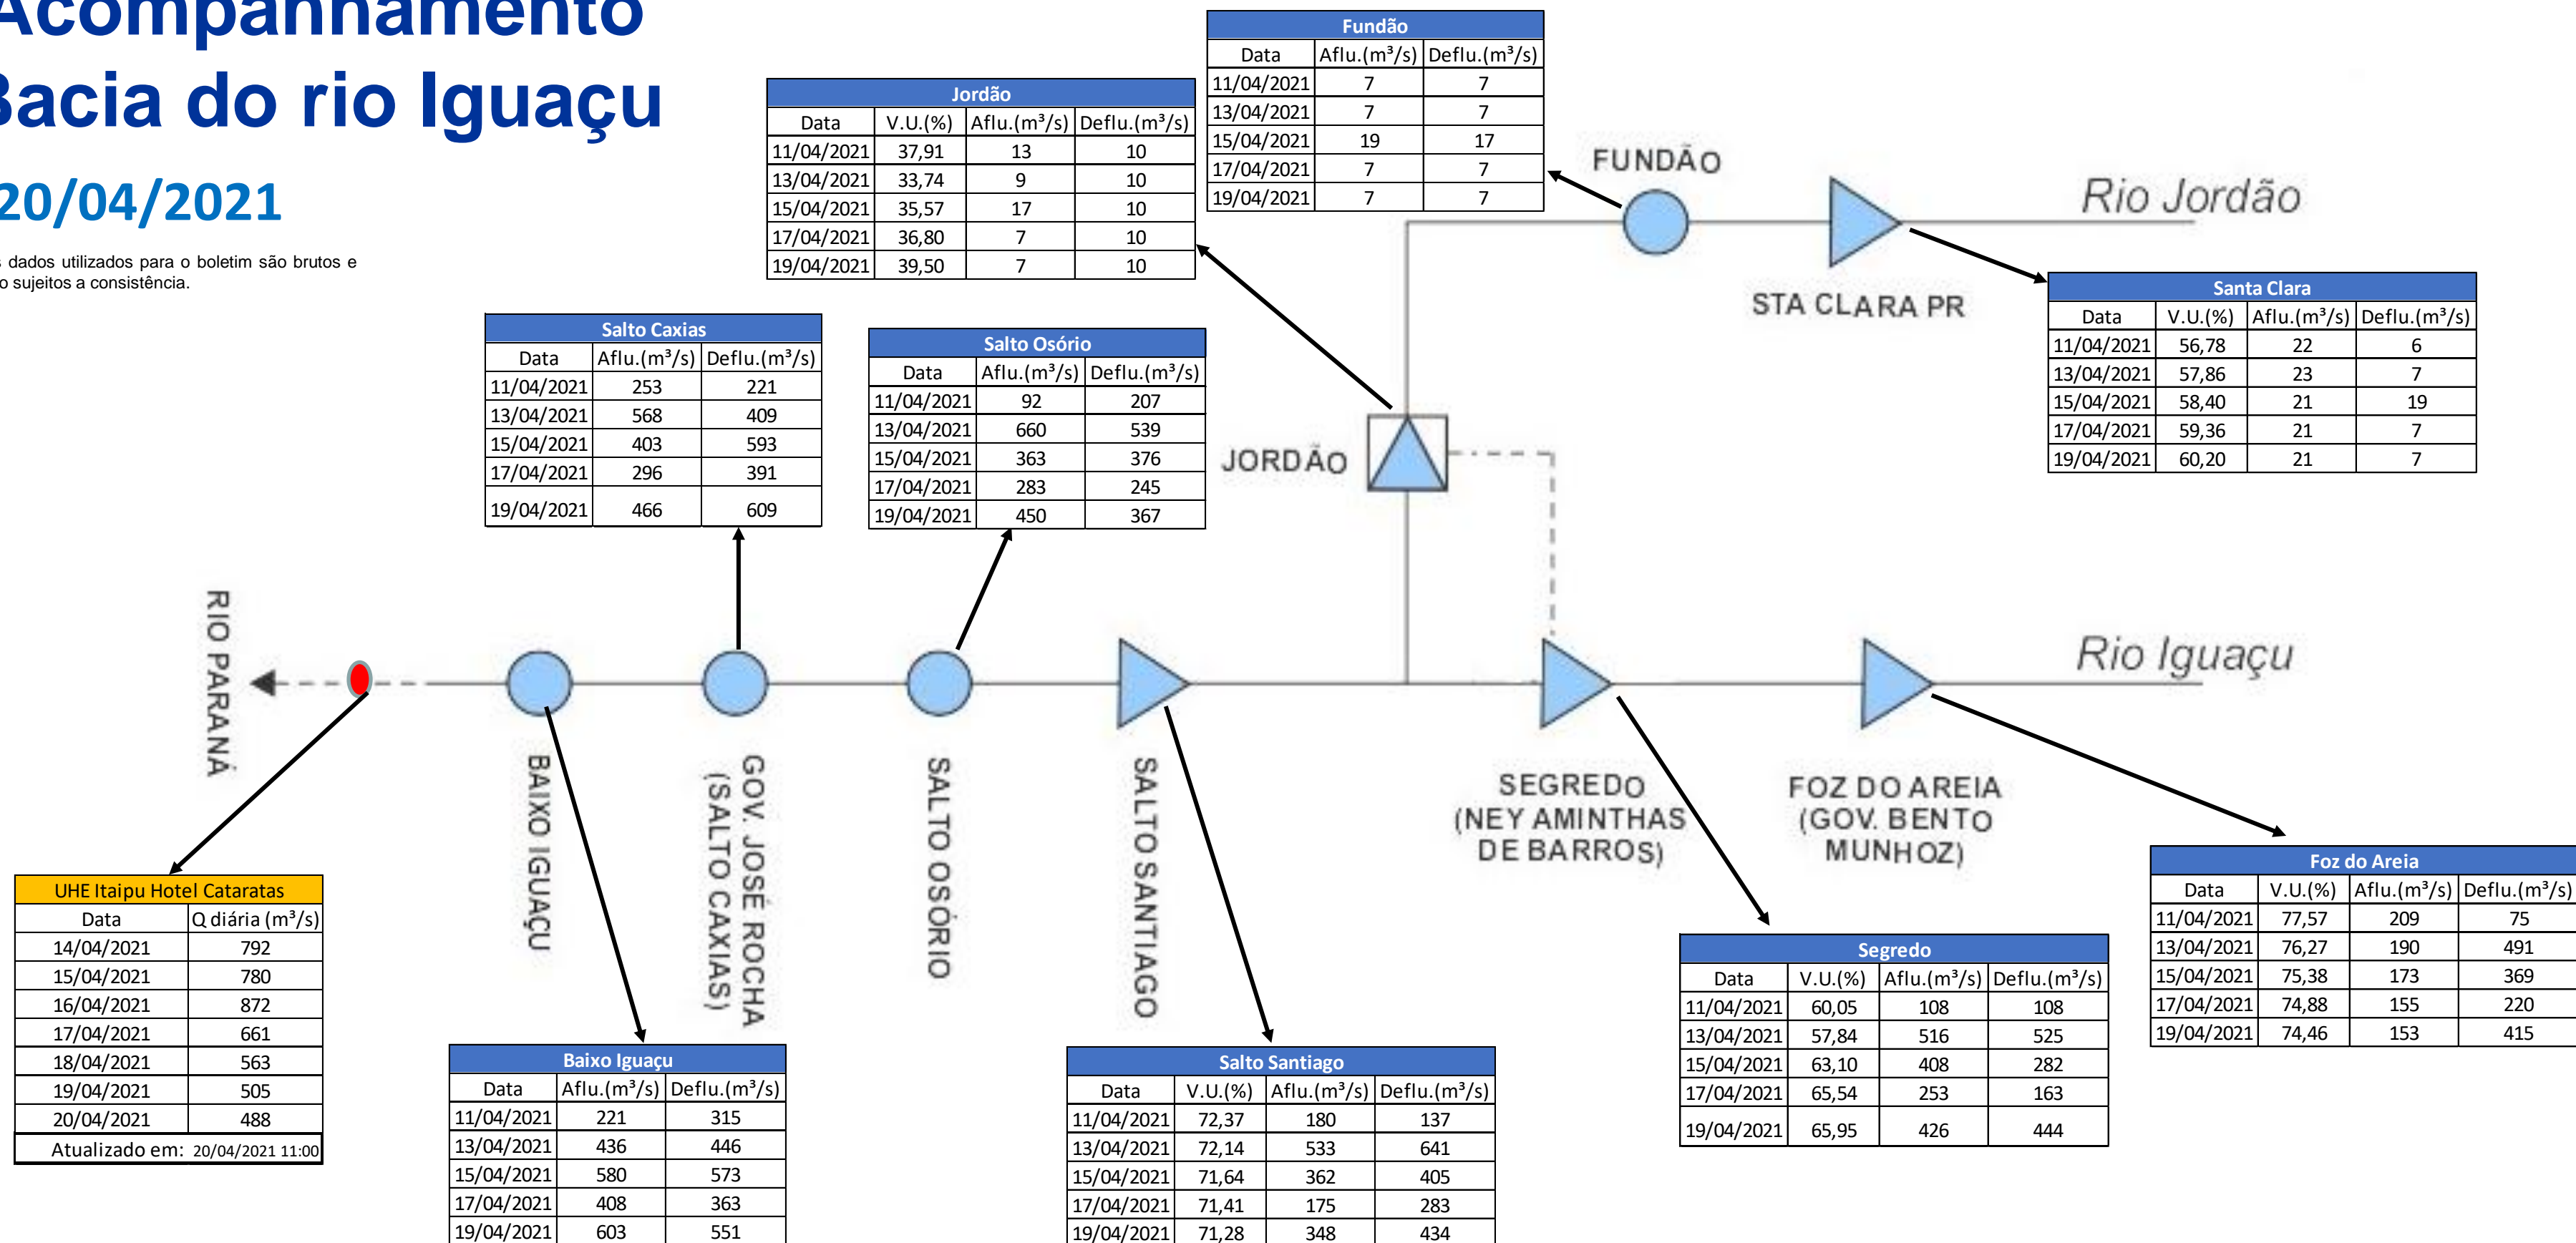 Acompanhamento
Bacia do rio Iguaçu
20/04/2021
dados utilizados para o boletim são brutos e
sujeitos a consistência.
Fundão
Data Aflu.(m³/s) Deflu.(m³/s)
11/04/2021 7 7
13/04/2021 7 7
15/04/2021 19 17
17/04/2021 7 7
19/04/2021 7 7
Jordão
Data V.U.(%) Aflu.(m³/s) Deflu.(m³/s)
11/04/2021 37,91 13 10
13/04/2021 33,74 9 10
15/04/2021 35,57 17 10
17/04/2021 36,80 7 10
19/04/2021 39,50 7 10
FUNDÃO
Rio Jordão
STA CLARA PR
Santa Clara
Data V.U.(%) Aflu.(m³/s) Deflu.(m³/s)
11/04/2021 56,78 22 6
13/04/2021 57,86 23 7
15/04/2021 58,40 21 19
17/04/2021 59,36 21 7
19/04/2021 60,20 21 7
Salto Caxias
Data Aflu.(m³/s) Deflu.(m³/s)
11/04/2021 253 221
13/04/2021 568 409
15/04/2021 403 593
17/04/2021 296 391
19/04/2021 466 609
Salto Osório
Data Aflu.(m³/s) Deflu.(m³/s)
11/04/2021 92 207
13/04/2021 660 539
15/04/2021 363 376
17/04/2021 283 245
19/04/2021 450 367
JORDÃO
RIO PARANÁ
Rio Iguaçu
BAIXO IGUAÇU
GOV. JOSÉ ROCHA
(SALTO CAXIAS)
SALTO OSÓRIO
SALTO SANTIAGO
SEGREDO
(NEY AMINTHAS
DE BARROS)
FOZ DO AREIA
(GOV. BENTO
MUNHOZ)
UHE Itaipu Hotel Cataratas
Data Q diária (m³/s)
14/04/2021 792
15/04/2021 780
16/04/2021 872
17/04/2021 661
18/04/2021 563
19/04/2021 505
20/04/2021 488
Atualizado em: 20/04/2021 11:00
Baixo Iguaçu
Data Aflu.(m³/s) Deflu.(m³/s)
11/04/2021 221 315
13/04/2021 436 446
15/04/2021 580 573
17/04/2021 408 363
19/04/2021 603 551
Salto Santiago
Data V.U.(%) Aflu.(m³/s) Deflu.(m³/s)
11/04/2021 72,37 180 137
13/04/2021 72,14 533 641
15/04/2021 71,64 362 405
17/04/2021 71,41 175 283
19/04/2021 71,28 348 434
Segredo
Data V.U.(%) Aflu.(m³/s) Deflu.(m³/s)
11/04/2021 60,05 108 108
13/04/2021 57,84 516 525
15/04/2021 63,10 408 282
17/04/2021 65,54 253 163
19/04/2021 65,95 426 444
Foz do Areia
Data V.U.(%) Aflu.(m³/s) Deflu.(m³/s)
11/04/2021 77,57 209 75
13/04/2021 76,27 190 491
15/04/2021 75,38 173 369
17/04/2021 74,88 155 220
19/04/2021 74,46 153 415